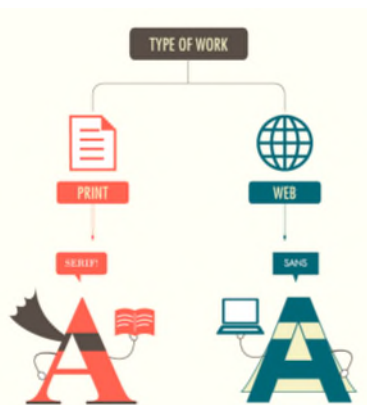 TYPE OF WORK
PRINT
WEB
SERIF!
SANS
A
A